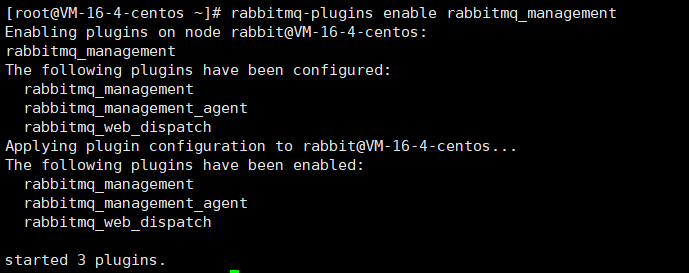 [root@VM-16-4-centos ~]# rabbitmq-plugins enable rabbitmq_management
Enabling plugins on node rabbit@VM-16-4-centos:
rabbitmq_management
The following plugins have been configured:
  rabbitmq_management
  rabbitmq_management_agent
  rabbitmq_web_dispatch
Applying plugin configuration to rabbit@VM-16-4-centos...
The following plugins have been enabled:
  rabbitmq_management
  rabbitmq_management_agent
  rabbitmq_web_dispatch

started 3 plugins.